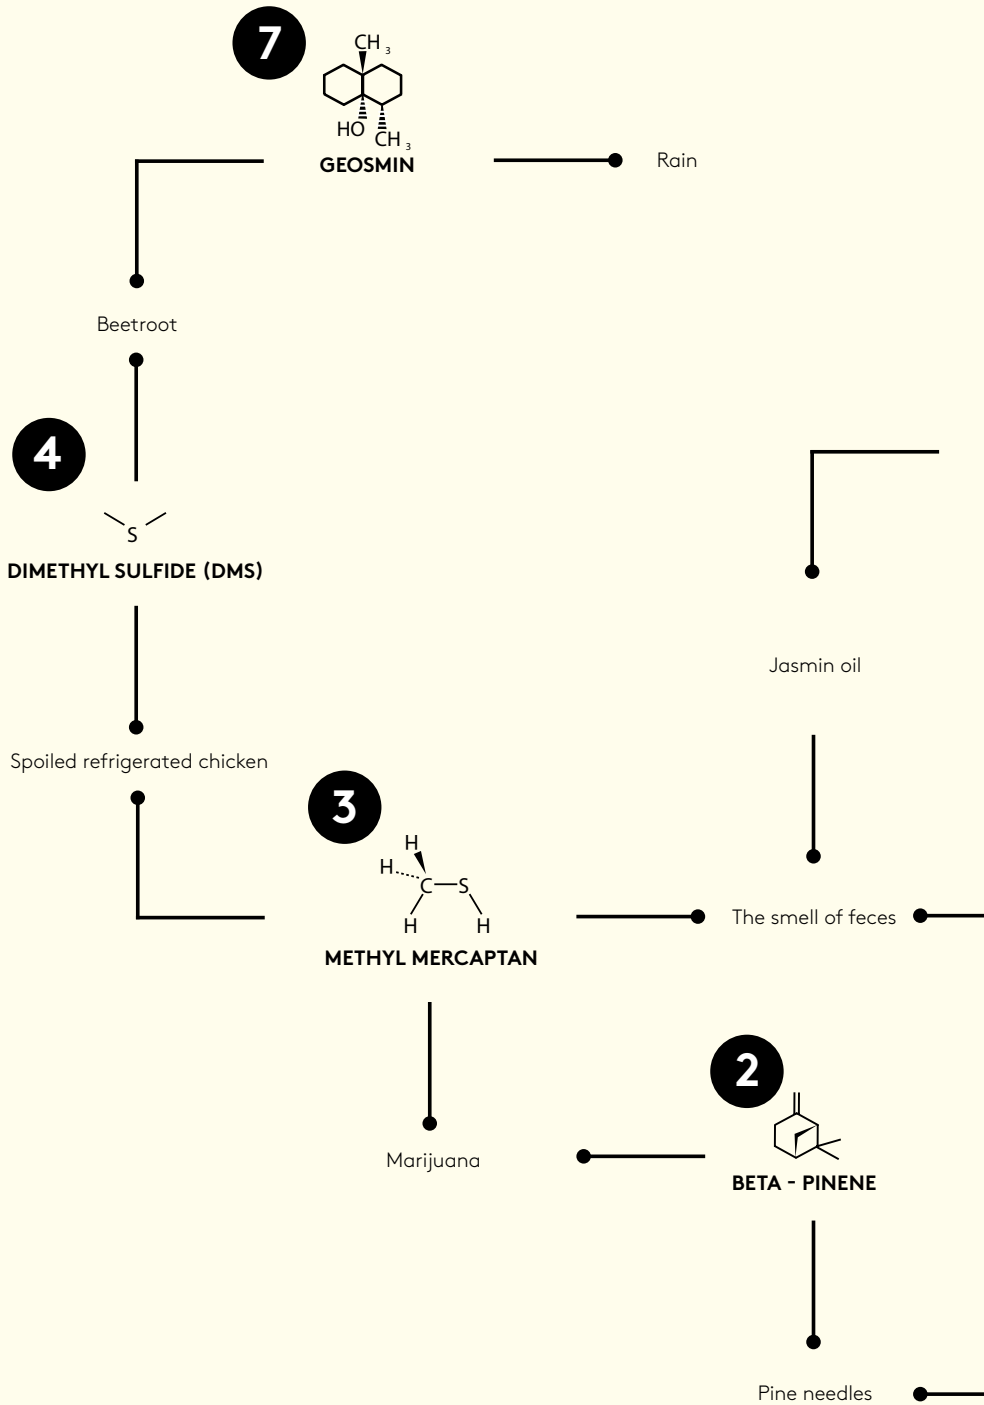 7
CH3
HO
CH3
GEOSMIN
Rain
Beetroot
4
S
DIMETHYL SULFIDE (DMS)
Jasmin oil
Spoiled refrigerated chicken
3
H
H
C
S
H
H
The smell of feces
METHYL MERCAPTAN
2
Marijuana
BETA - PINENE
Pine needles